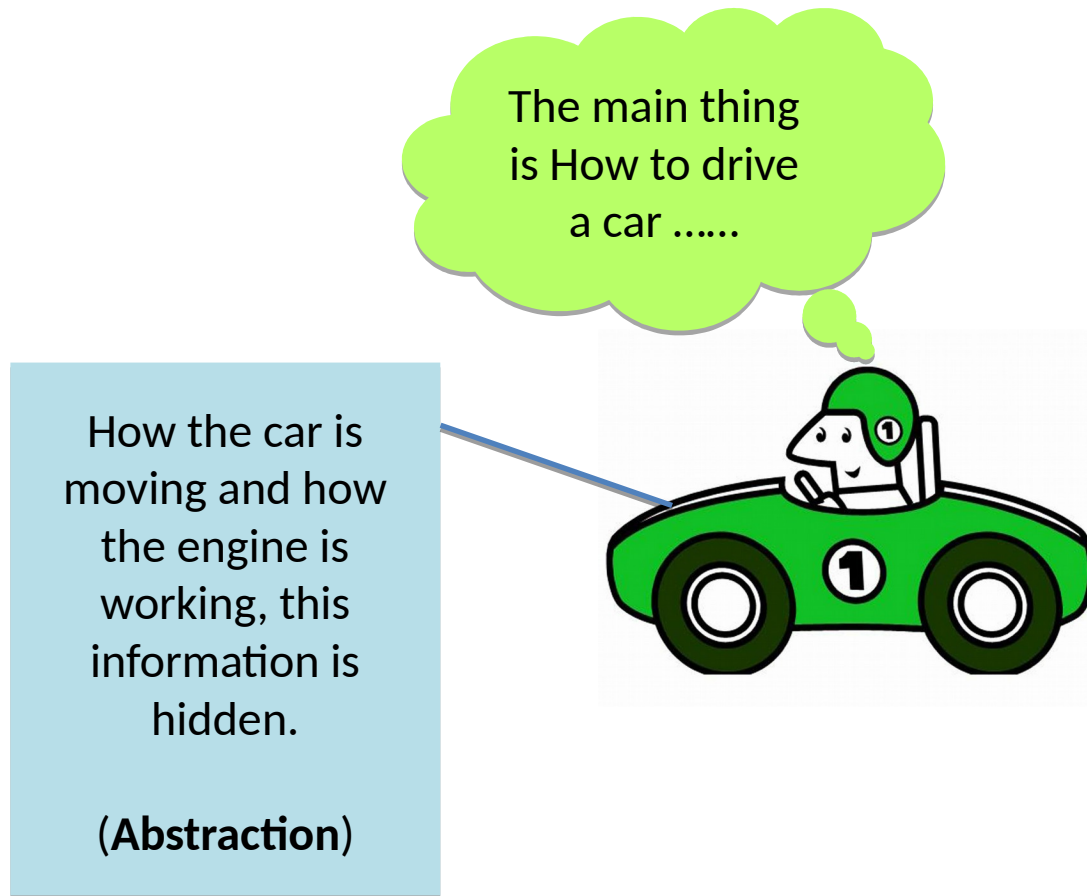 The main thing
is How to drive
a car ……
How the car is
moving and how
the engine is
working, this
information is
hidden.
(Abstraction)
1
1